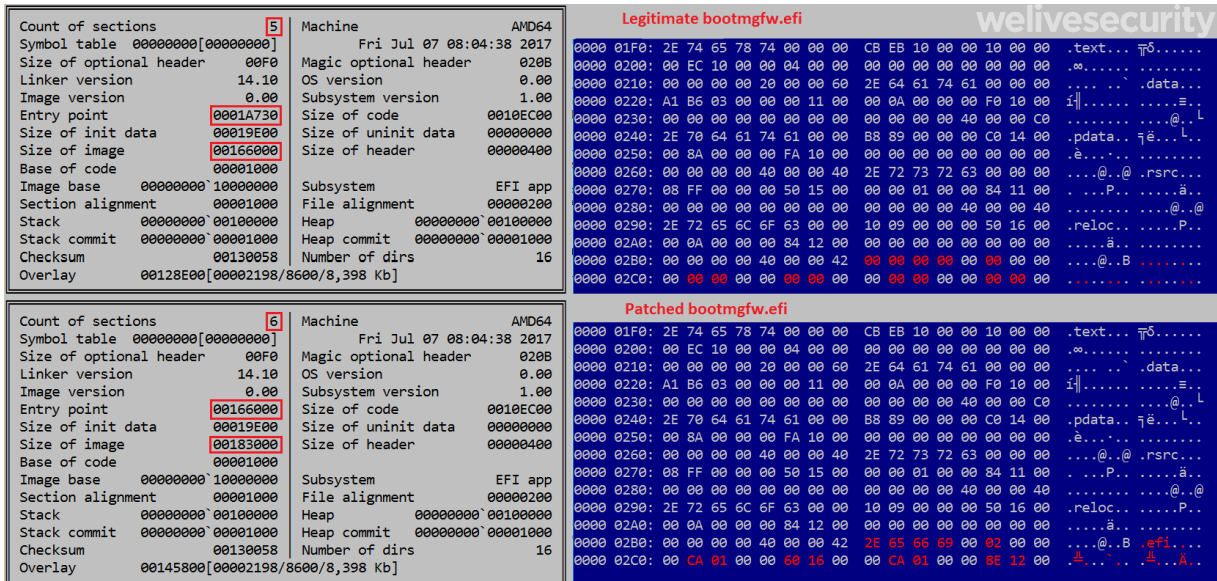 welivesecurity
Legitimate bootmgfw.efi
Count of sections 5 Machine AMD64
Symbol table 00000000[00000000] Fri Jul 07 08:04:38 2017
Size of optional header 00F0 Magic optional header 020B
Linker version 14.10 OS version 0.00
Image version 0.00 Subsystem version 1.00
Entry point 0001A730 Size of code 0010EC00
Size of init data 00019E00 Size of uninit data 00000000
Size of image 00166000 Size of header 00000400
Base of code 00001000
Image base 00000000`10000000 Subsystem EFI app
Section alignment 00001000 File alignment 00000200
Stack 00000000`00100000 Heap 00000000`00100000
Stack commit 00000000`00001000 Heap commit 00000000`00001000
Checksum 00130058 Number of dirs 16
Overlay 00128E00[00002198/8600/8,398 Kb]
0000 01F0: 2E 74 65 78 74 00 00 00 CB EB 10 00 00 10 00 00 .text... ╦δ......
0000 0200: 00 EC 10 00 00 04 00 00 00 00 00 00 00 00 00 00 .∞...... ........
0000 0210: 00 00 00 00 20 00 00 60 2E 64 61 74 61 00 00 00 .... ..` .data...
0000 0220: A1 B6 03 00 00 00 11 00 00 0A 00 00 00 F0 10 00 í╢...... .....≡..
0000 0230: 00 00 00 00 00 00 00 00 00 00 00 00 40 00 00 C0 ........ ....@..└
0000 0240: 2E 70 64 61 74 61 00 00 B8 89 00 00 00 C0 14 00 .pdata.. ╕ë...└..
0000 0250: 00 8A 00 00 00 FA 10 00 00 00 00 00 00 00 00 00 .è...·.. ........
0000 0260: 00 00 00 00 40 00 00 40 2E 72 73 72 63 00 00 00 ....@..@ .rsrc...
0000 0270: 08 FF 00 00 00 50 15 00 00 00 01 00 00 84 11 00 . ...P.. .....ä..
0000 0280: 00 00 00 00 00 00 00 00 00 00 00 00 40 00 00 40 ........ ....@..@
0000 0290: 2E 72 65 6C 6F 63 00 00 10 09 00 00 00 50 16 00 .reloc.. .....P..
0000 02A0: 00 0A 00 00 00 84 12 00 00 00 00 00 00 00 00 00 .....ä.. ........
0000 02B0: 00 00 00 00 40 00 00 42 00 00 00 00 00 00 00 00 ....@..B ........
0000 02C0: 00 00 00 00 00 00 00 00 00 00 00 00 00 00 00 00 ........ ........
Patched bootmgfw.efi
Count of sections 6 Machine AMD64
Symbol table 00000000[00000000] Fri Jul 07 08:04:38 2017
Size of optional header 00F0 Magic optional header 020B
Linker version 14.10 OS version 0.00
Image version 0.00 Subsystem version 1.00
Entry point 00166000 Size of code 0010EC00
Size of init data 00019E00 Size of uninit data 00000000
Size of image 00183000 Size of header 00000400
Base of code 00001000
Image base 00000000`10000000 Subsystem EFI app
Section alignment 00001000 File alignment 00000200
Stack 00000000`00100000 Heap 00000000`00100000
Stack commit 00000000`00001000 Heap commit 00000000`00001000
Checksum 00130058 Number of dirs 16
Overlay 00145800[00002198/8600/8,398 Kb]
0000 01F0: 2E 74 65 78 74 00 00 00 CB EB 10 00 00 10 00 00 .text... ╦δ......
0000 0200: 00 EC 10 00 00 04 00 00 00 00 00 00 00 00 00 00 .∞...... ........
0000 0210: 00 00 00 00 20 00 00 60 2E 64 61 74 61 00 00 00 .... ..` .data...
0000 0220: A1 B6 03 00 00 00 11 00 00 0A 00 00 00 F0 10 00 í╢...... .....≡..
0000 0230: 00 00 00 00 00 00 00 00 00 00 00 00 40 00 00 C0 ........ ....@..└
0000 0240: 2E 70 64 61 74 61 00 00 B8 89 00 00 00 C0 14 00 .pdata.. ╕ë...└..
0000 0250: 00 8A 00 00 00 FA 10 00 00 00 00 00 00 00 00 00 .è...·.. ........
0000 0260: 00 00 00 00 40 00 00 40 2E 72 73 72 63 00 00 00 ....@..@ .rsrc...
0000 0270: 08 FF 00 00 00 50 15 00 00 00 01 00 00 84 11 00 . ...P.. .....ä..
0000 0280: 00 00 00 00 00 00 00 00 00 00 00 00 40 00 00 40 ........ ....@..@
0000 0290: 2E 72 65 6C 6F 63 00 00 10 09 00 00 00 50 16 00 .reloc.. .....P..
0000 02A0: 00 0A 00 00 00 84 12 00 00 00 00 00 00 00 00 00 .....ä.. ........
0000 02B0: 00 00 00 00 40 00 00 42 2E 65 66 69 00 02 00 00 ....@..B .efi....
0000 02C0: 00 CA 01 00 00 60 16 00 00 CA 01 00 00 8E 12 00 .╩...`.. .╩...Ä..